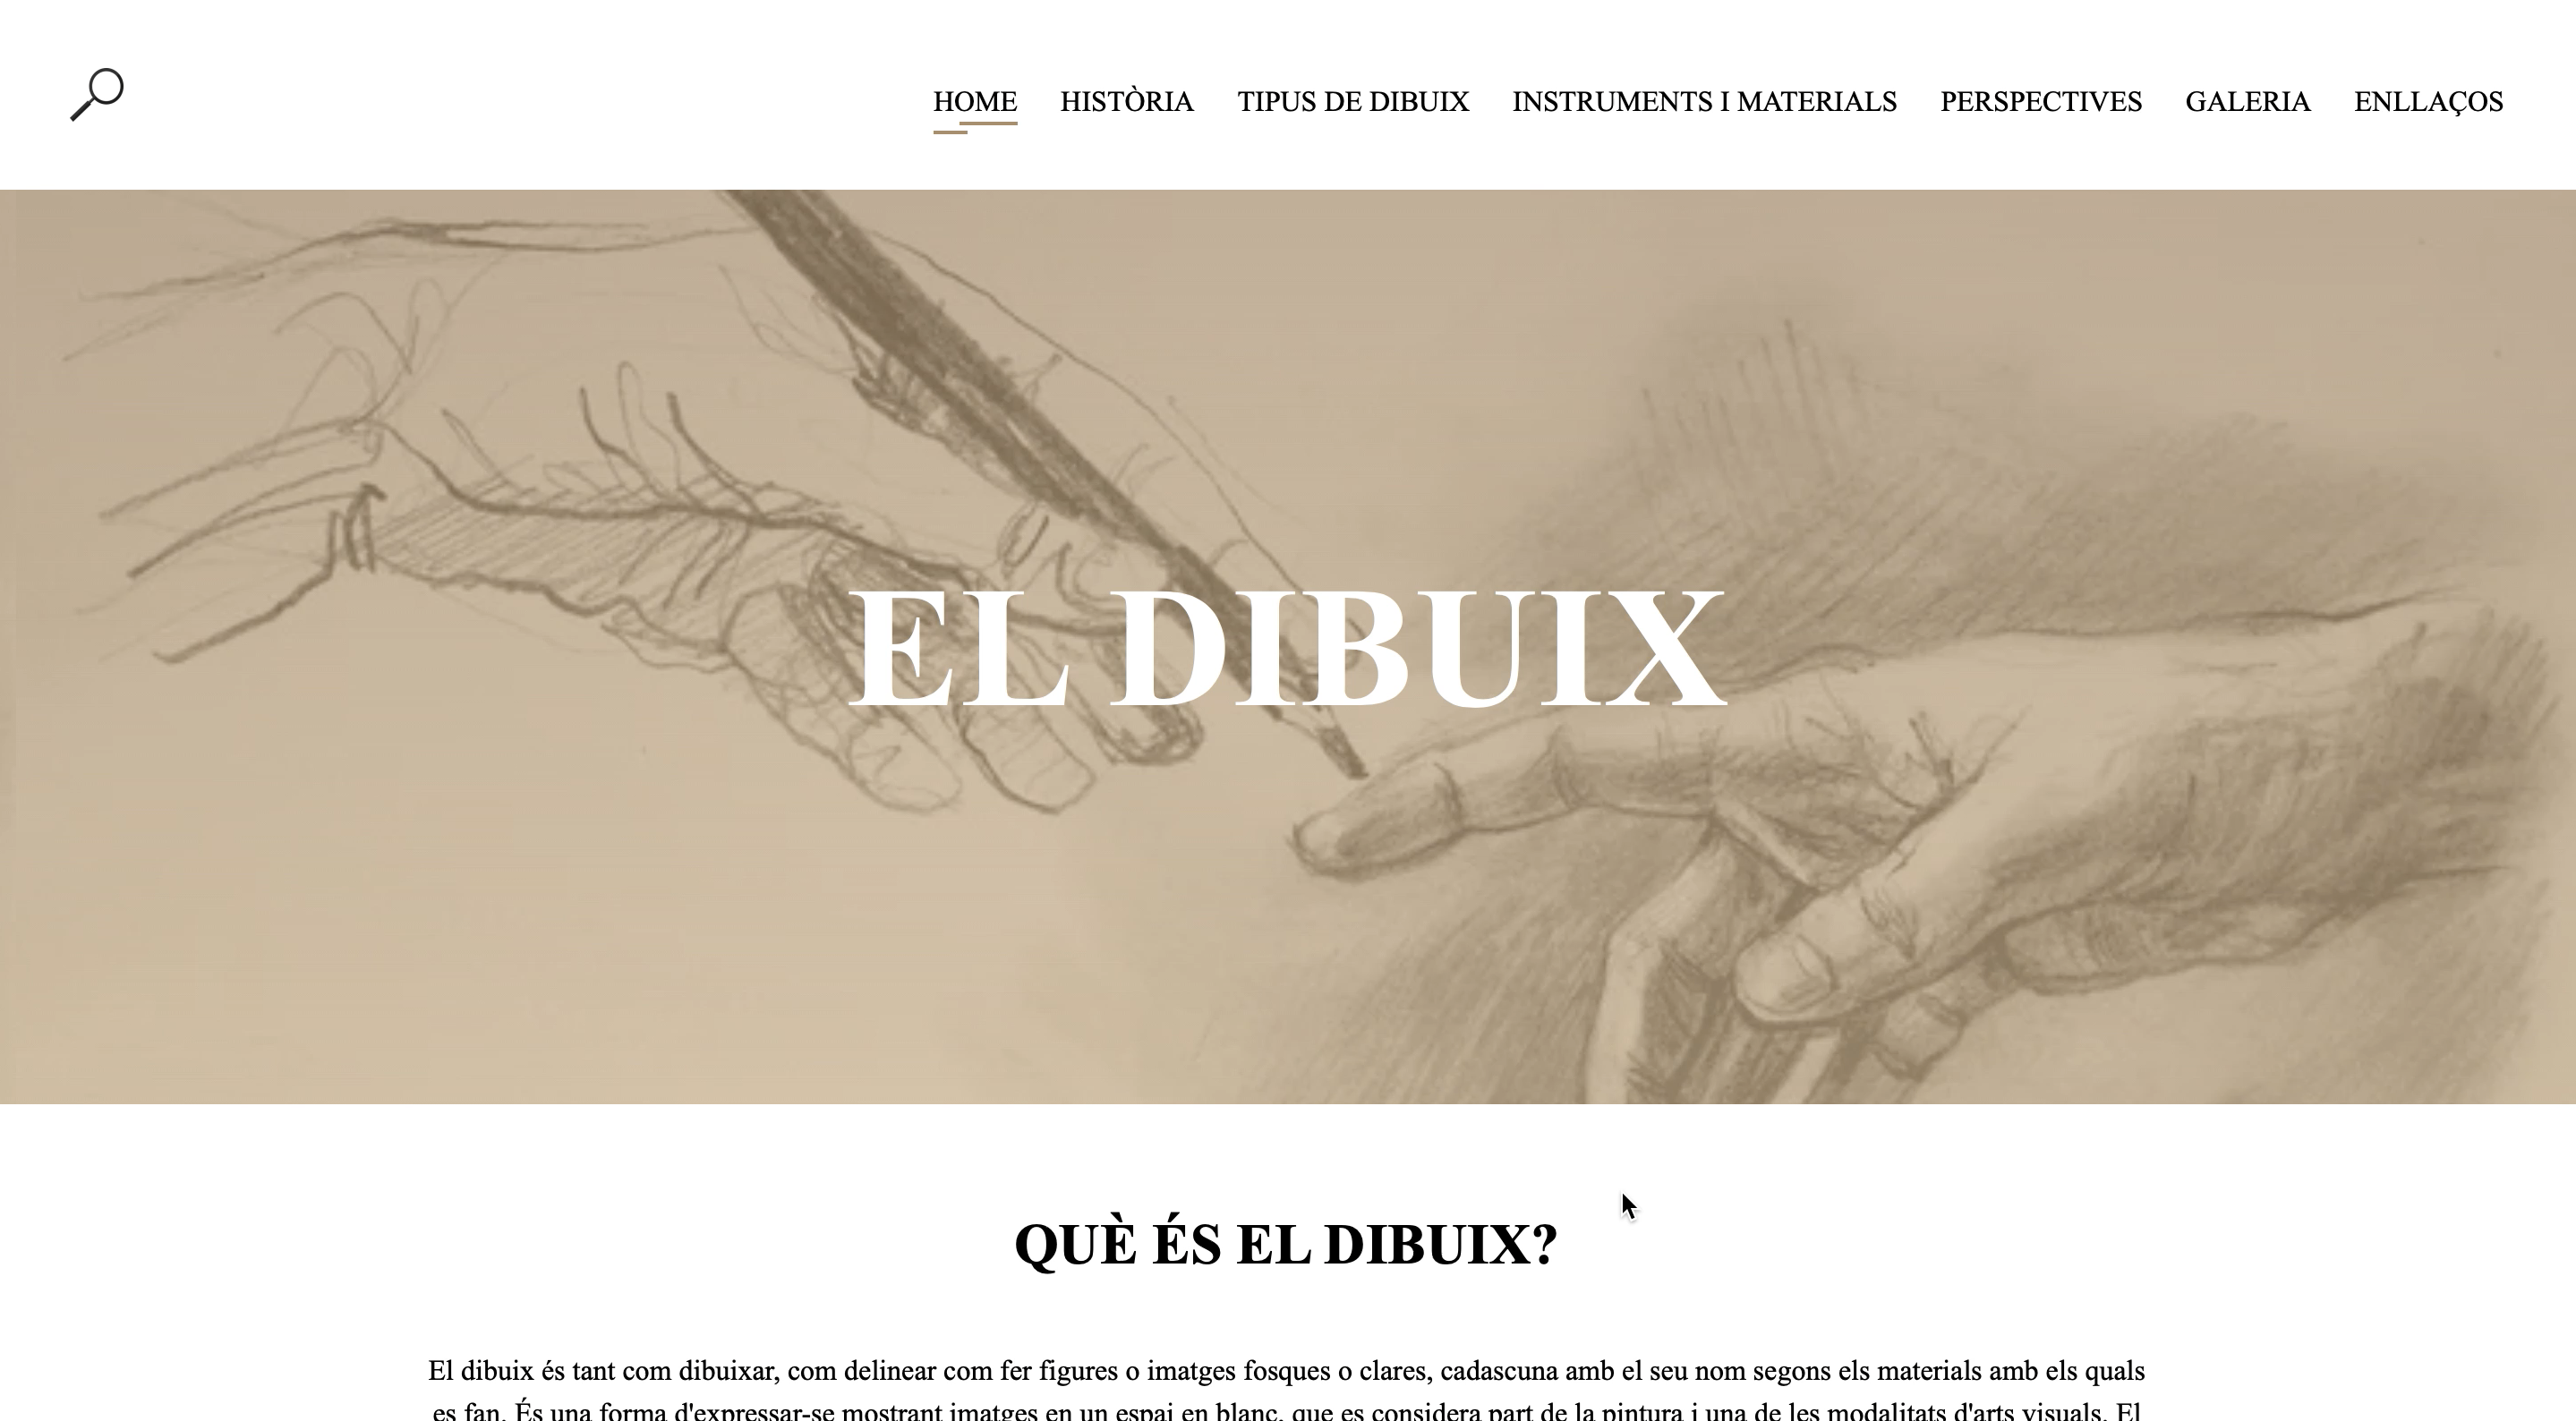 HOME HISTÒRIA TIPUS DE DIBUIX INSTRUMENTS I MATERIALS PERSPECTIVES GALERIA ENLLAÇOS
EL DIBUIX
QUÈ ÉS EL DIBUIX?
El dibuix és tant com dibuixar, com delinear com fer figures o imatges fosques o clares, cadascuna amb el seu nom segons els materials amb els quals
es fan. És una forma d'expressar-se mostrant imatges en un espai en blanc, que es considera part de la pintura i una de les modalitats d'arts visuals. El